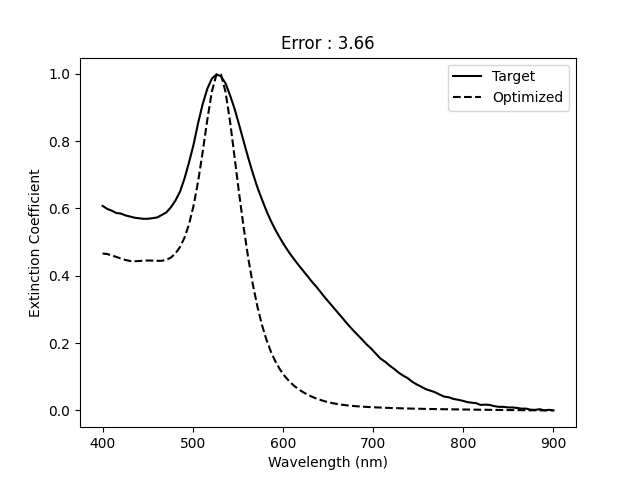 Error : 3.66
Target
Optimized
Extinction Coefficient
1.0
0.8
0.6
0.4
0.2
0.0
400 500 600 700 800 900
Wavelength (nm)